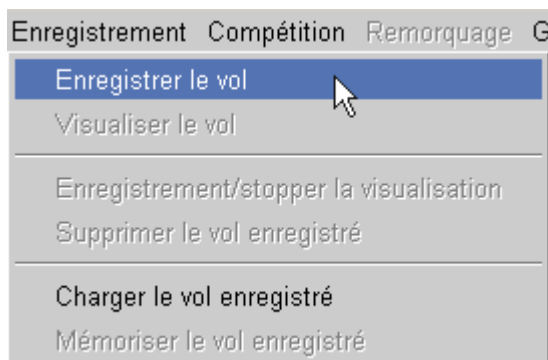 Enregistrement Compétition Remorquage G
Enregistrer le vol
Visualiser le vol
Enregistrement/stopper la visualisation
Supprimer le vol enregistré
Charger le vol enregistré
Mémoriser le vol enregistré